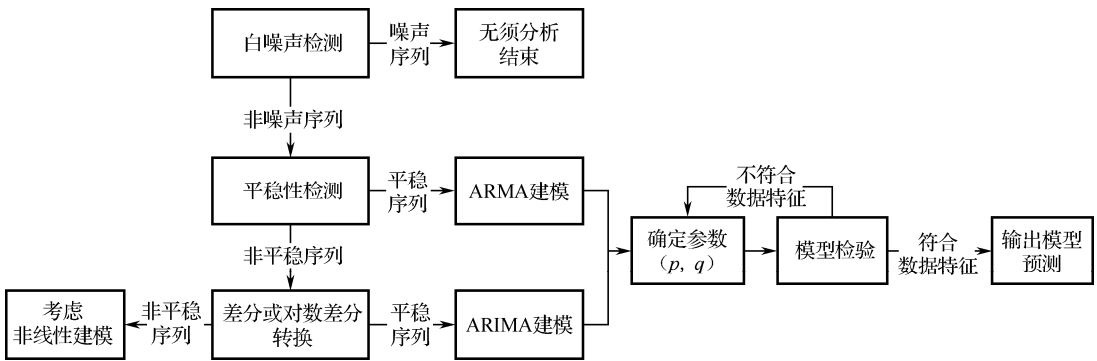 白噪声检测
噪声
序列
无须分析
结束
非噪声序列
平稳性检测
平稳
序列
ARMA建模
不符合
数据特征
确定参数
（p, q）
模型检验
符合
数据特征
输出模型
预测
非平稳序列
考虑
非线性建模
非平稳
序列
差分或对数差分
转换
平稳
序列
ARIMA建模